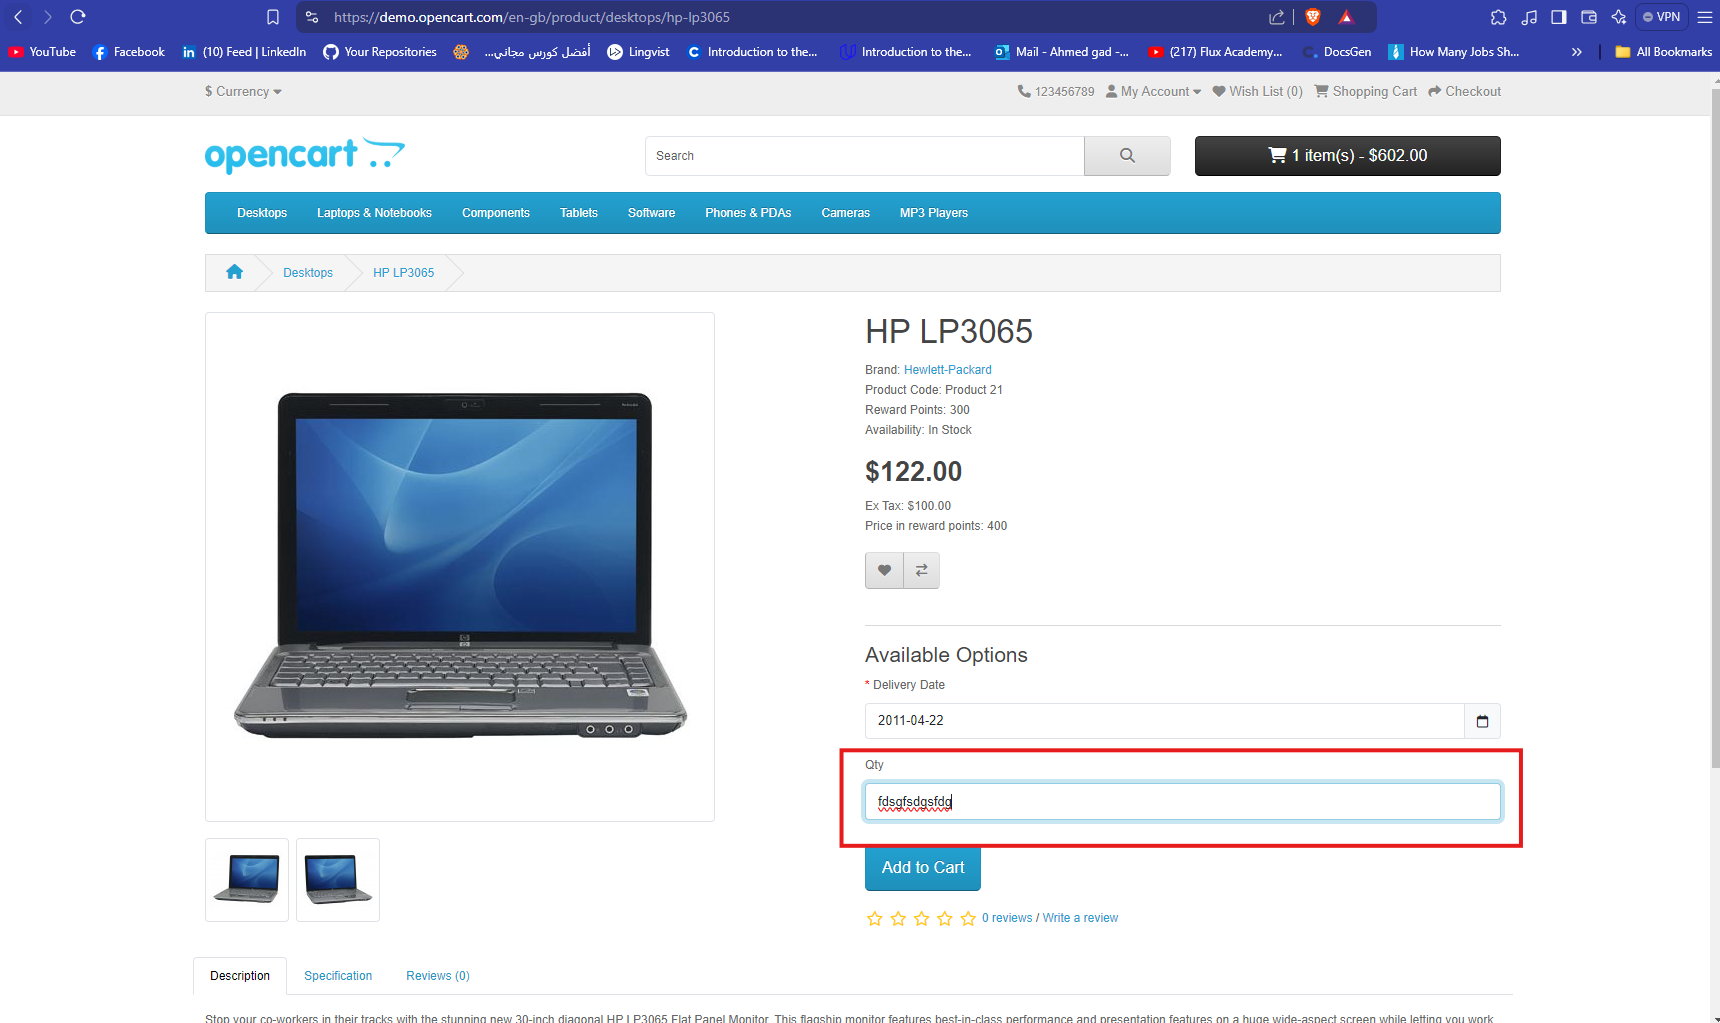 https://demo.opencart.com/en-gb/product/desktops/hp-lp3065
VPN
YouTube
Facebook
(10) Feed | LinkedIn
Your Repositories
أفضل كورس مجاني...
Lingvist
Introduction to the...
Introduction to the...
Mail - Ahmed gad -...
(217) Flux Academy...
DocsGen
How Many Jobs Sh...
All Bookmarks
$ Currency
123456789
My Account
Wish List (0)
Shopping Cart
Checkout
opencart
Search
1 item(s) - $602.00
Desktops
Laptops & Notebooks
Components
Tablets
Software
Phones & PDAs
Cameras
MP3 Players
Desktops
HP LP3065
HP LP3065
Brand: Hewlett-Packard
Product Code: Product 21
Reward Points: 300
Availability: In Stock
$122.00
Ex Tax: $100.00
Price in reward points: 400
Available Options
* Delivery Date
2011-04-22
Qty
fdsgfsdgsfdg
Add to Cart
0 reviews / Write a review
Description
Specification
Reviews (0)
Stop your co-workers in their tracks with the stunning new 30-inch diagonal HP LP3065 Flat Panel Monitor. This flagship monitor features best-in-class performance and presentation features on a huge wide-aspect screen while letting you work